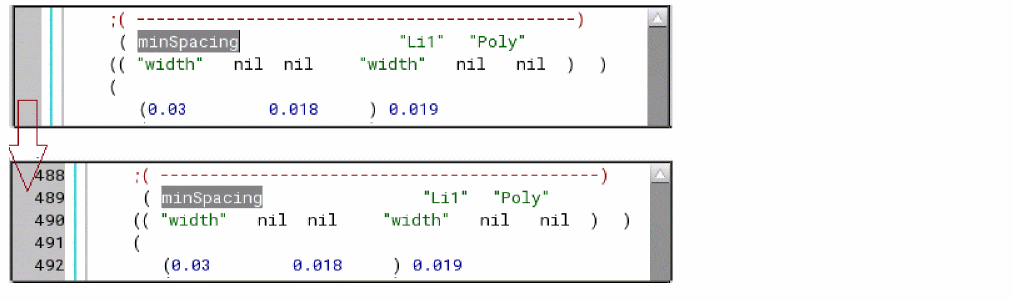 ;( --------------------------------------------)
( minSpacing "Li1" "Poly"
(( "width" nil nil "width" nil nil ) )
(
(0.03 0.018 ) 0.019
488 ;( --------------------------------------------)
489 ( minSpacing "Li1" "Poly"
490 (( "width" nil nil "width" nil nil ) )
491 (
492 (0.03 0.018 ) 0.019